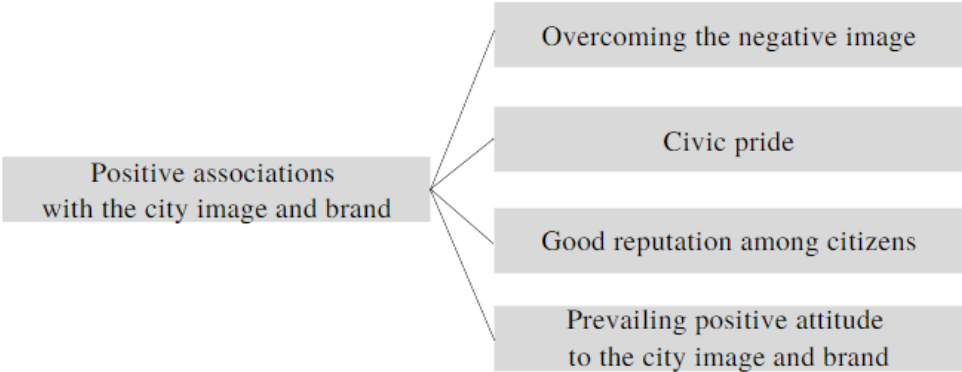 Positive associations
with the city image and brand
Overcoming the negative image
Civic pride
Good reputation among citizens
Prevailing positive attitude
to the city image and brand